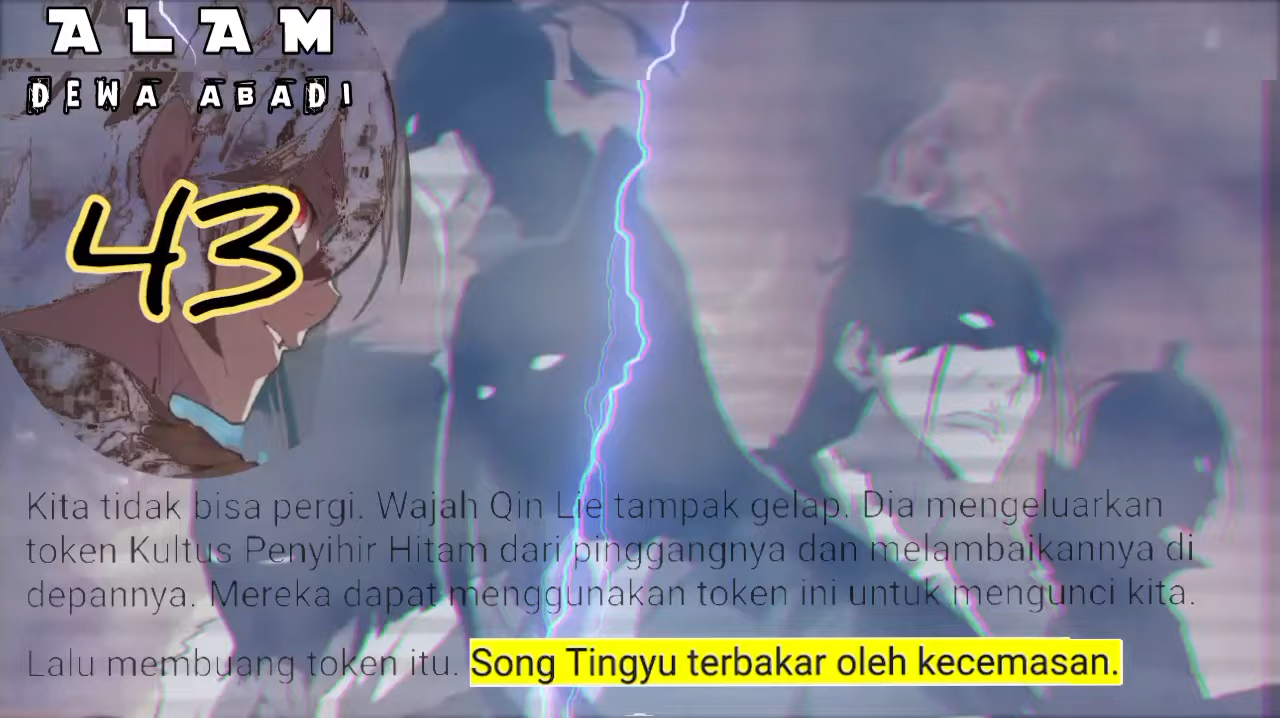 ALAM
DEWA ABADI
43
Kita tidak bisa pergi. Wajah Qin Lie tampak gelap. Dia mengeluarkan
token Kultus Penyihir Hitam dari pinggangnya dan melambaikannya di
depannya. Mereka dapat menggunakan token ini untuk mengunci kita.
Lalu membuang token itu. Song Tingyu terbakar oleh kecemasan.